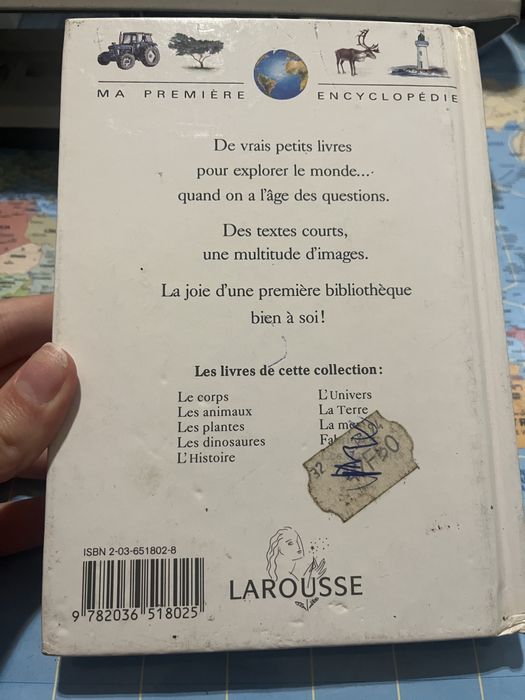 MA PREMIÈRE ENCYCLOPÉDIE
De vrais petits livres
pour explorer le monde...
quand on a l'âge des questions.
Des textes courts,
une multitude d'images.
La joie d'une première bibliothèque
bien à soi!
Les livres de cette collection:
Le corps
Les animaux
Les plantes
Les dinosaures
L'Histoire
L'Univers
La Terre
La
ISBN 2-03-651802-8
9 782036 518025
LAROUSSE